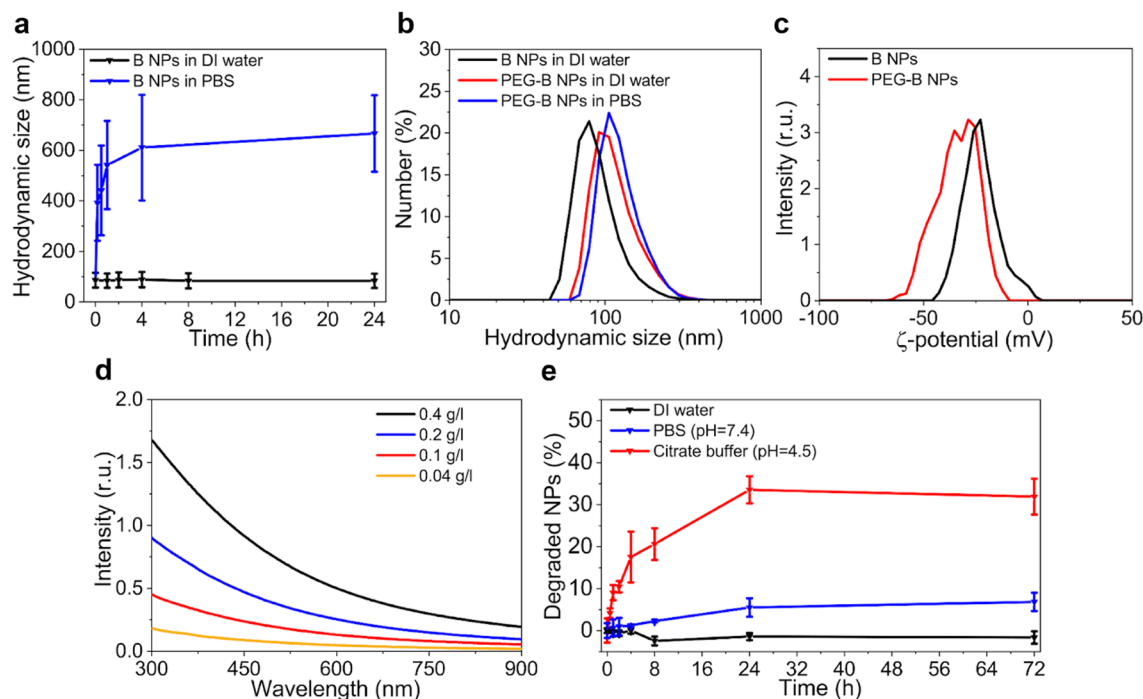 a
B NPs in DI water
B NPs in PBS
Hydrodynamic size (nm)
1000
800
600
400
200
0
0 4 8 12 16 20 24
Time (h)
b
B NPs in DI water
PEG-B NPs in DI water
PEG-B NPs in PBS
Number (%)
30
25
20
15
10
5
0
10 100 1000
Hydrodynamic size (nm)
c
B NPs
PEG-B NPs
Intensity (r.u.)
4
3
2
1
0
-100 -50 0 50
ζ-potential (mV)
d
0.4 g/l
0.2 g/l
0.1 g/l
0.04 g/l
Intensity (r.u.)
2.0
1.5
1.0
0.5
0.0
300 450 600 750 900
Wavelength (nm)
e
DI water
PBS (pH=7.4)
Citrate buffer (pH=4.5)
Degraded NPs (%)
50
40
30
20
10
0
0 8 16 24 32 40 48 56 64 72
Time (h)